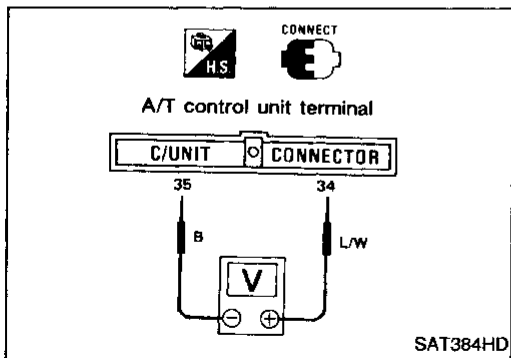 CONNECT
H.S.
A/T control unit terminal
C/UNIT CONNECTOR
35 34
B L/W
V
SAT384HD